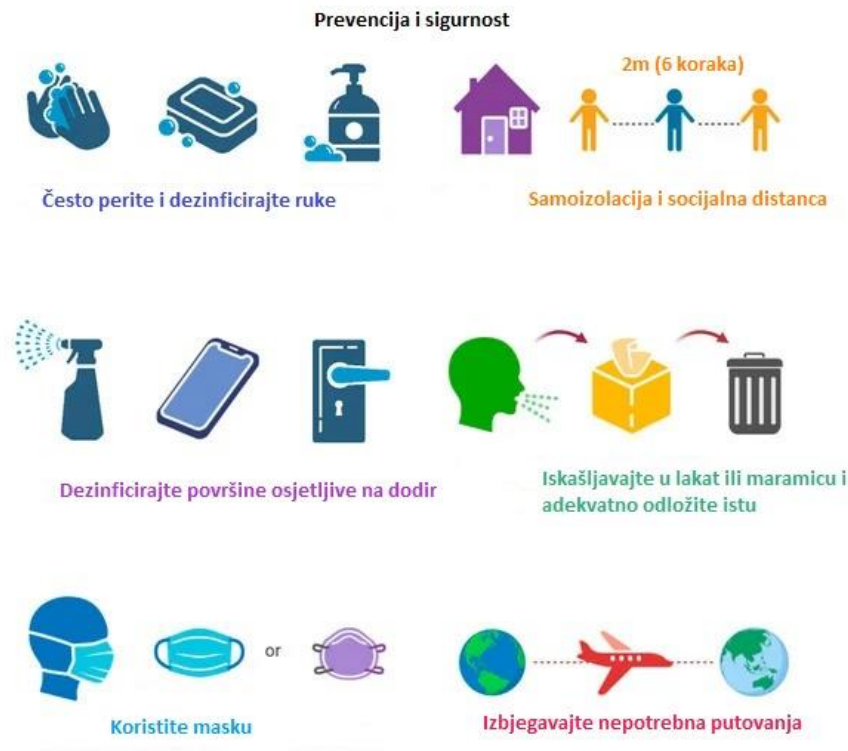 Prevencija i sigurnost
2m (6 koraka)
Često perite i dezinficirajte ruke
Samoizolacija i socijalna distanca
Dezinficirajte površine osjetljive na dodir
Iskašljavajte u lakat ili maramicu i
adekvatno odložite istu
or
Koristite masku
Izbjegavajte nepotrebna putovanja